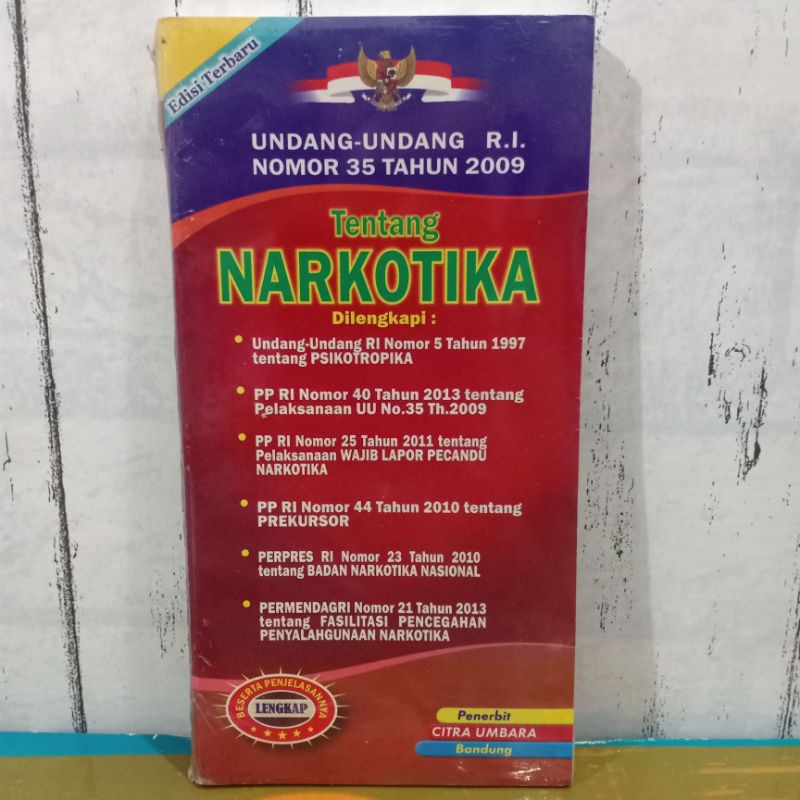 Edisi Terbaru
UNDANG-UNDANG R.I.
NOMOR 35 TAHUN 2009
Tentang
NARKOTIKA
Dilengkapi :
• Undang-Undang RI Nomor 5 Tahun 1997
tentang PSIKOTROPIKA
• PP RI Nomor 40 Tahun 2013 tentang
Pelaksanaan UU No.35 Th.2009
• PP RI Nomor 25 Tahun 2011 tentang
Pelaksanaan WAJIB LAPOR PECANDU
NARKOTIKA
• PP RI Nomor 44 Tahun 2010 tentang
PREKURSOR
• PERPRES RI Nomor 23 Tahun 2010
tentang BADAN NARKOTIKA NASIONAL
• PERMENDAGRI Nomor 21 Tahun 2013
tentang FASILITASI PENCEGAHAN
PENYALAHGUNAAN NARKOTIKA
BESERTA PENJELASANNYA
LENGKAP
Penerbit
CITRA UMBARA
Bandung